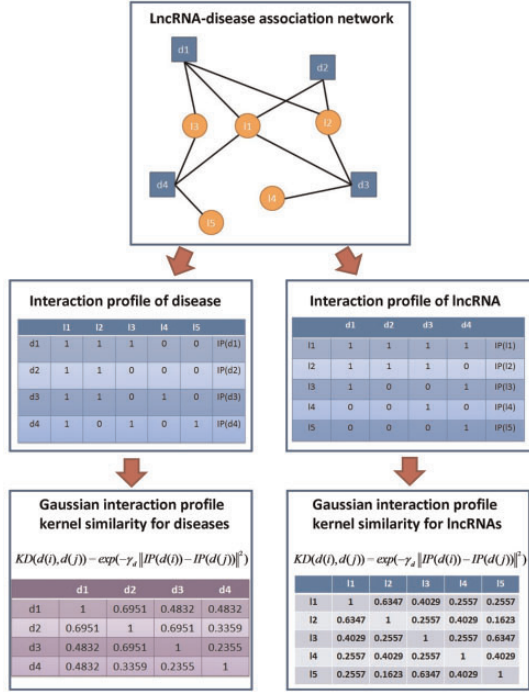 LncRNA-disease association network
d1
d2
l3
l1
l2
d4
l4
d3
l5
Interaction profile of disease
l1 l2 l3 l4 l5
d1 1 1 1 0 0 IP(d1)
d2 1 1 0 0 0 IP(d2)
d3 1 1 0 1 0 IP(d3)
d4 1 0 1 0 1 IP(d4)
Interaction profile of lncRNA
d1 d2 d3 d4
l1 1 1 1 1 IP(l1)
l2 1 1 1 0 IP(l2)
l3 1 0 0 1 IP(l3)
l4 0 0 1 0 IP(l4)
l5 0 0 0 1 IP(l5)
Gaussian interaction profile
kernel similarity for diseases
KD(d(i),d(j))=exp(-γd‖IP(d(i))-IP(d(j))‖²)
d1 d2 d3 d4
d1 1 0.6951 0.4832 0.4832
d2 0.6951 1 0.6951 0.3359
d3 0.4832 0.6951 1 0.2355
d4 0.4832 0.3359 0.2355 1
Gaussian interaction profile
kernel similarity for lncRNAs
KD(d(i),d(j))=exp(-γd‖IP(d(i))-IP(d(j))‖²)
l1 l2 l3 l4 l5
l1 1 0.6347 0.4029 0.2557 0.2557
l2 0.6347 1 0.2557 0.4029 0.1623
l3 0.4029 0.2557 1 0.2557 0.6347
l4 0.2557 0.4029 0.2557 1 0.4029
l5 0.2557 0.1623 0.6347 0.4029 1